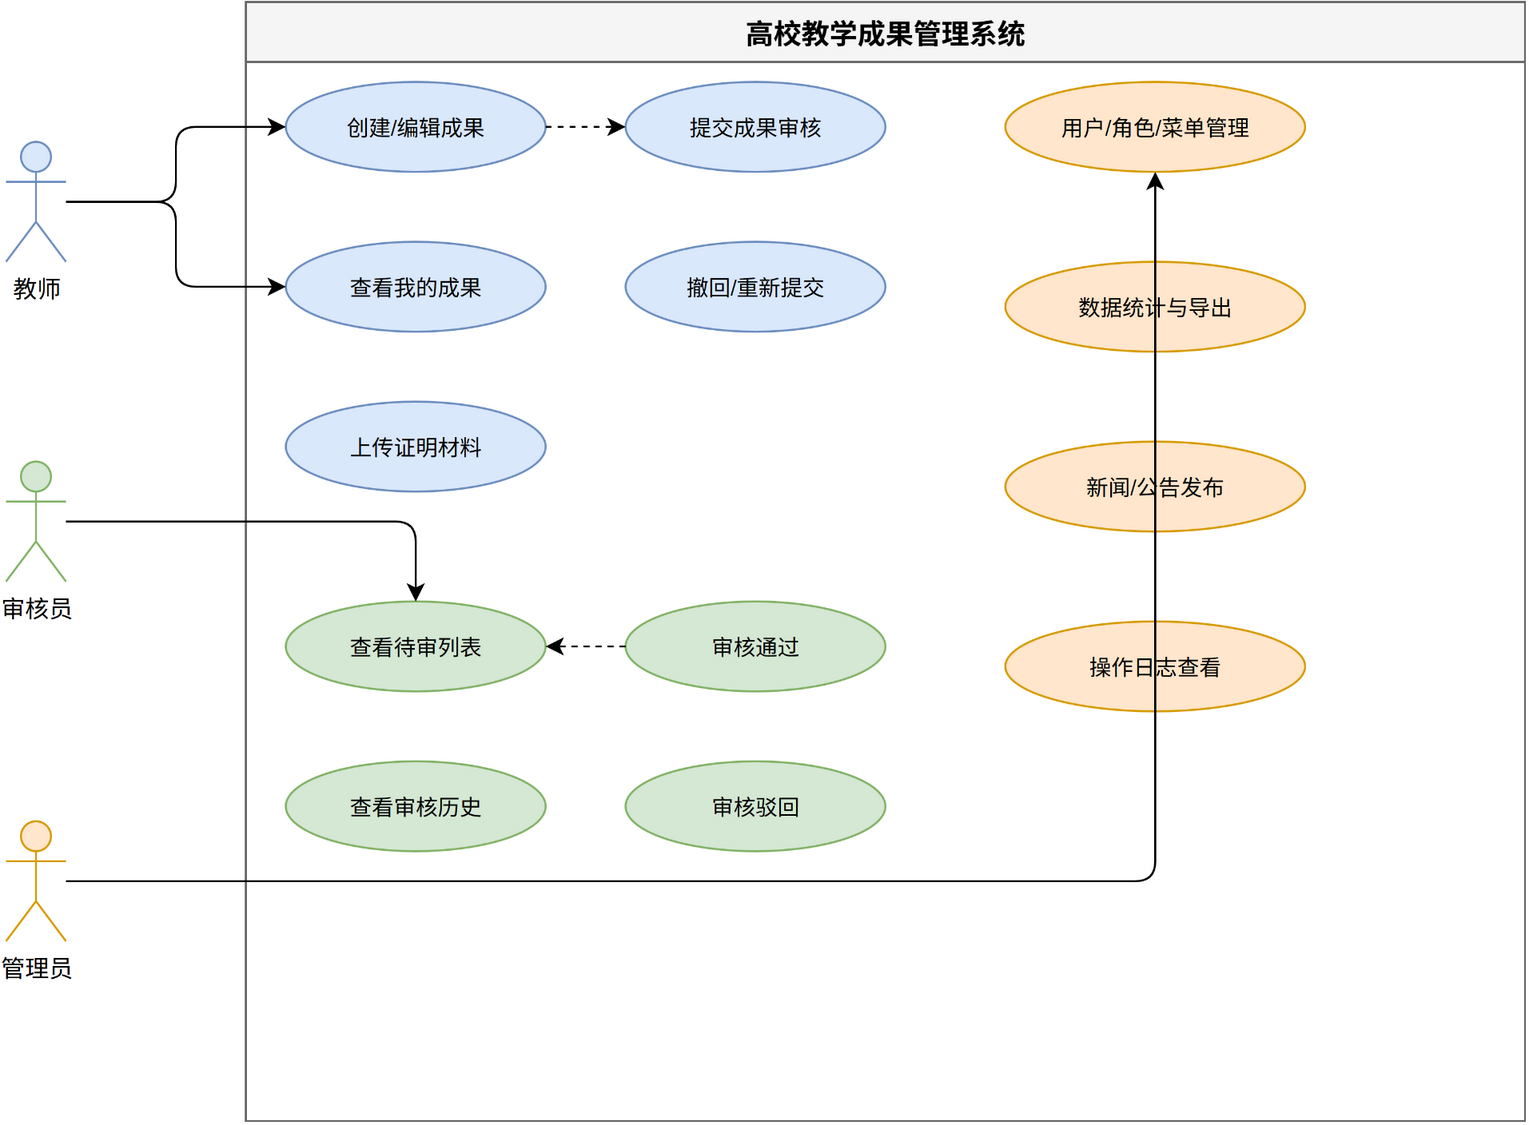 高校教学成果管理系统
创建/编辑成果
提交成果审核
用户/角色/菜单管理
教师
查看我的成果
撤回/重新提交
数据统计与导出
上传证明材料
新闻/公告发布
审核员
查看待审列表
审核通过
操作日志查看
查看审核历史
审核驳回
管理员